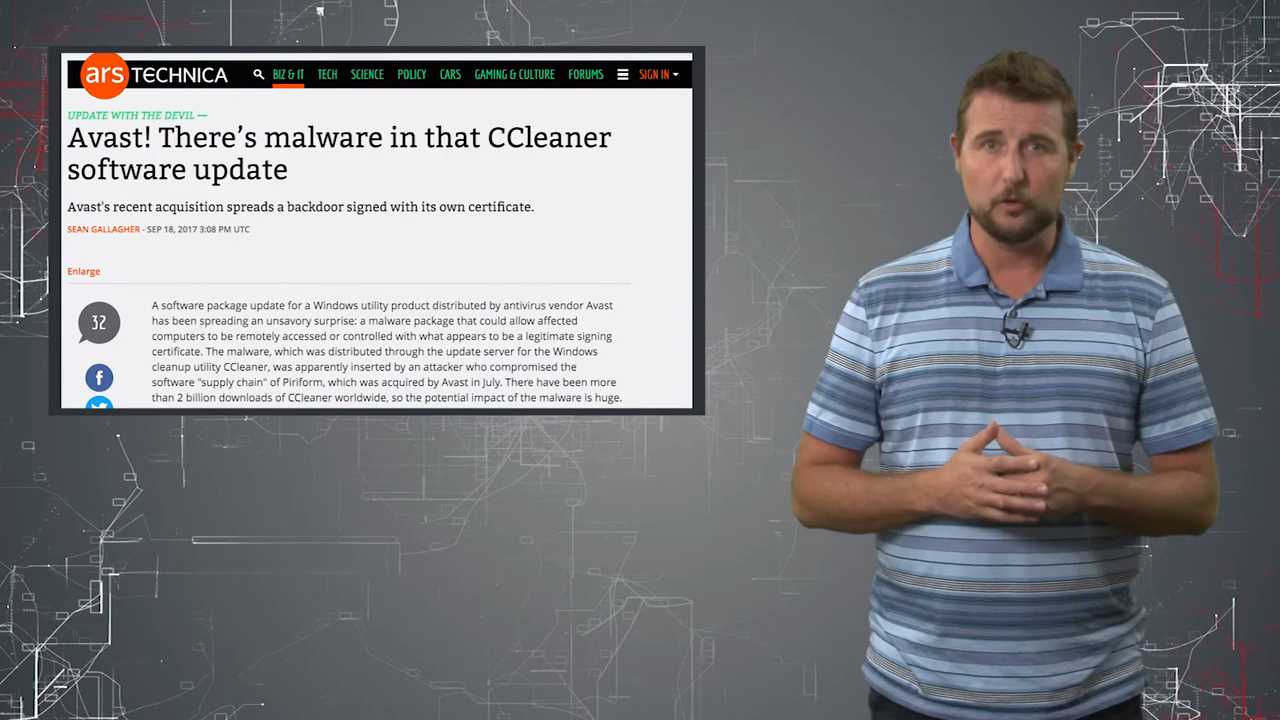 ars TECHNICA BIZ & IT TECH SCIENCE POLICY CARS GAMING & CULTURE FORUMS SIGN IN
UPDATE WITH THE DEVIL —
Avast! There’s malware in that CCleaner
software update
Avast's recent acquisition spreads a backdoor signed with its own certificate.
SEAN GALLAGHER - SEP 18, 2017 3:08 PM UTC
Enlarge
32
A software package update for a Windows utility product distributed by antivirus vendor Avast
has been spreading an unsavory surprise: a malware package that could allow affected
computers to be remotely accessed or controlled with what appears to be a legitimate signing
certificate. The malware, which was distributed through the update server for the Windows
cleanup utility CCleaner, was apparently inserted by an attacker who compromised the
software "supply chain" of Piriform, which was acquired by Avast in July. There have been more
than 2 billion downloads of CCleaner worldwide, so the potential impact of the malware is huge.